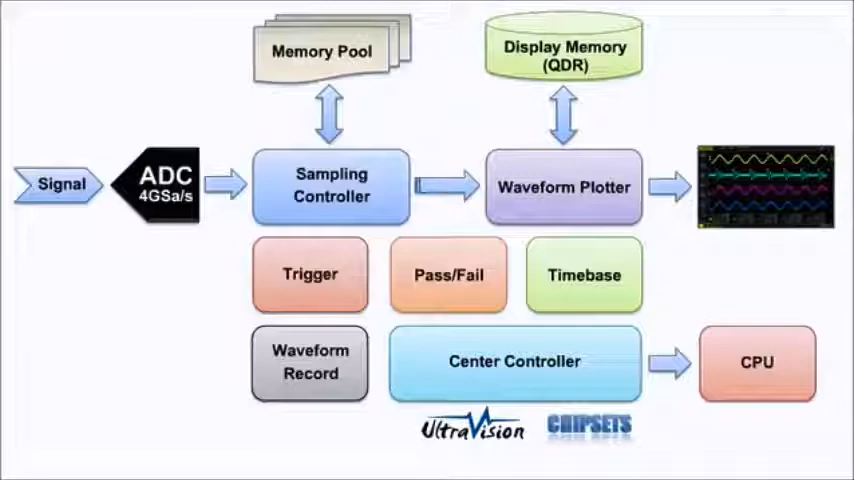 Memory Pool
Display Memory
(QDR)
Signal
ADC
4GSa/s
Sampling
Controller
Waveform Plotter
Trigger
Pass/Fail
Timebase
Waveform
Record
Center Controller
CPU
UltraVision
CHIPSETS